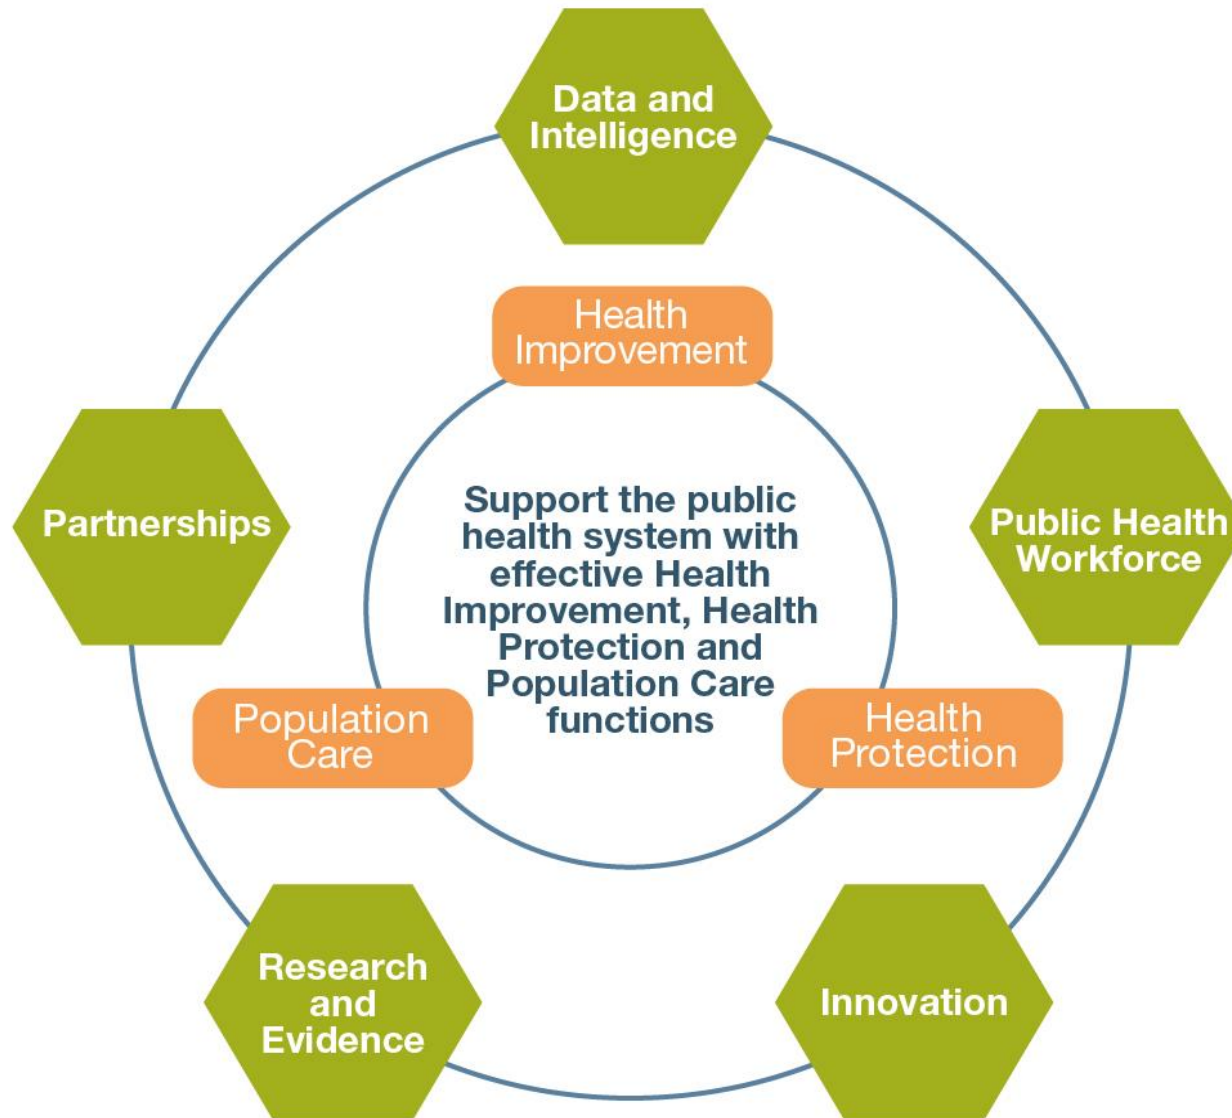 Data and
Intelligence
Health
Improvement
Partnerships
Support the public
health system with
effective Health
Improvement, Health
Protection and
Population Care
functions
Public Health
Workforce
Population
Care
Health
Protection
Research
and
Evidence
Innovation